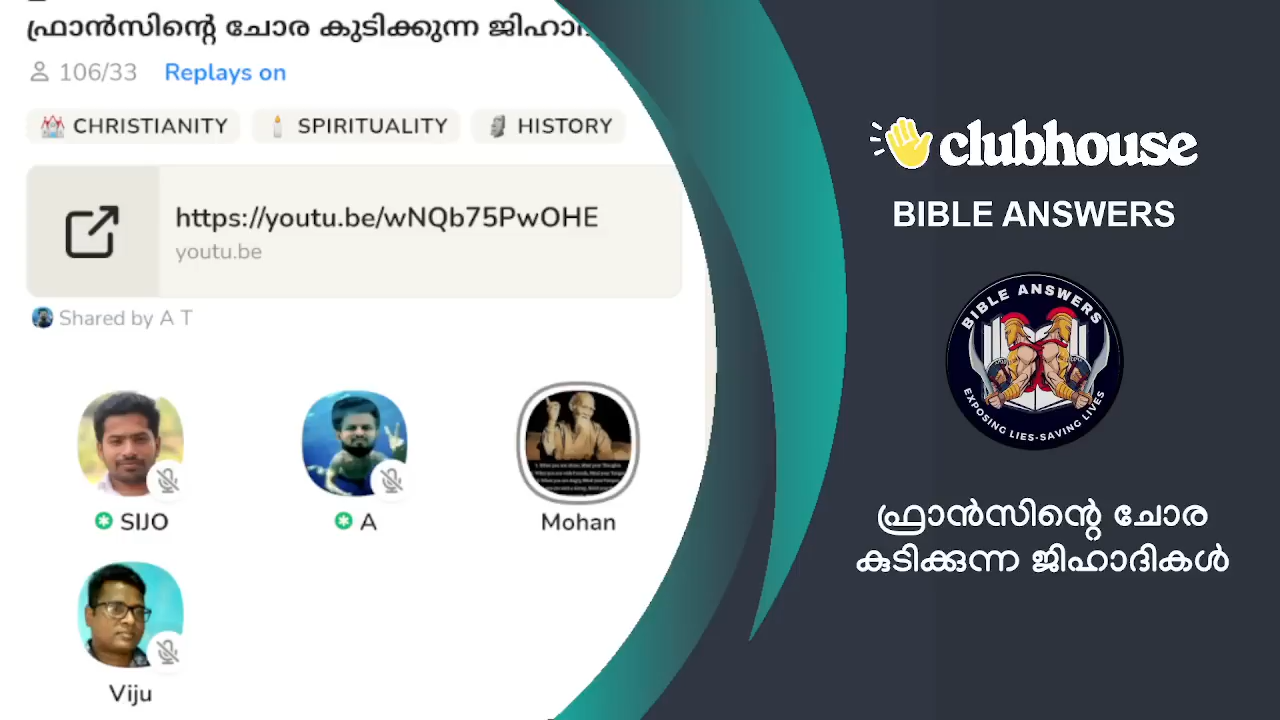 ഫ്രാൻസിന്റെ ചോര കുടിക്കുന്ന
106/33 Replays on
CHRISTIANITY SPIRITUALITY HISTORY
https://youtu.be/wNQb75PwOHE
youtu.be
Shared by A T
SIJO A Mohan
Viju
clubhouse
BIBLE ANSWERS
BIBLE ANSWERS
EXPOSING LIES-SAVING LIVES
ഫ്രാൻസിന്റെ ചോര
കുടിക്കുന്ന ജിഹാദികൾ